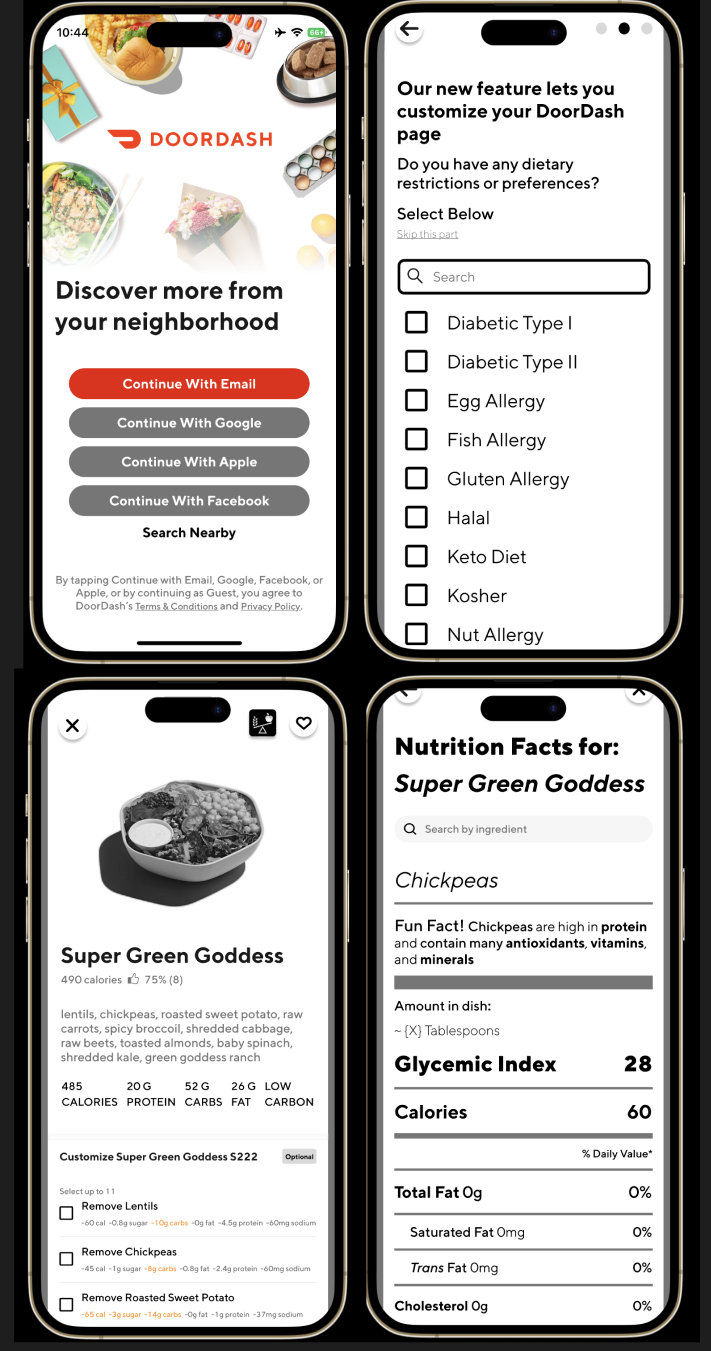 10:44
66+
DOORDASH
Discover more from
your neighborhood
Continue With Email
Continue With Google
Continue With Apple
Continue With Facebook
Search Nearby
By tapping Continue with Email, Google, Facebook, or
Apple, or by continuing as Guest, you agree to
DoorDash's Terms & Conditions and Privacy Policy.
Our new feature lets you
customize your DoorDash
page
Do you have any dietary
restrictions or preferences?
Select Below
Skip this part
Search
Diabetic Type I
Diabetic Type II
Egg Allergy
Fish Allergy
Gluten Allergy
Halal
Keto Diet
Kosher
Nut Allergy
Super Green Goddess
490 calories 75% (8)
lentils, chickpeas, roasted sweet potato, raw
carrots, spicy broccoil, shredded cabbage,
raw beets, toasted almonds, baby spinach,
shredded kale, green goddess ranch
485 20 G 52 G 26 G LOW
CALORIES PROTEIN CARBS FAT CARBON
Customize Super Green Goddess S222 Optional
Select up to 11
Remove Lentils
-60 cal -0.8g sugar -10g carbs -0g fat -4.5g protein -60mg sodium
Remove Chickpeas
-45 cal -1g sugar -8g carbs -0.8g fat -2.4g protein -60mg sodium
Remove Roasted Sweet Potato
-65 cal -3g sugar -14g carbs -0g fat -1g protein -37mg sodium
Nutrition Facts for:
Super Green Goddess
Search by ingredient
Chickpeas
Fun Fact! Chickpeas are high in protein
and contain many antioxidants, vitamins,
and minerals
Amount in dish:
~ {X} Tablespoons
Glycemic Index 28
Calories 60
% Daily Value*
Total Fat 0g 0%
Saturated Fat 0mg 0%
Trans Fat 0mg 0%
Cholesterol 0g 0%